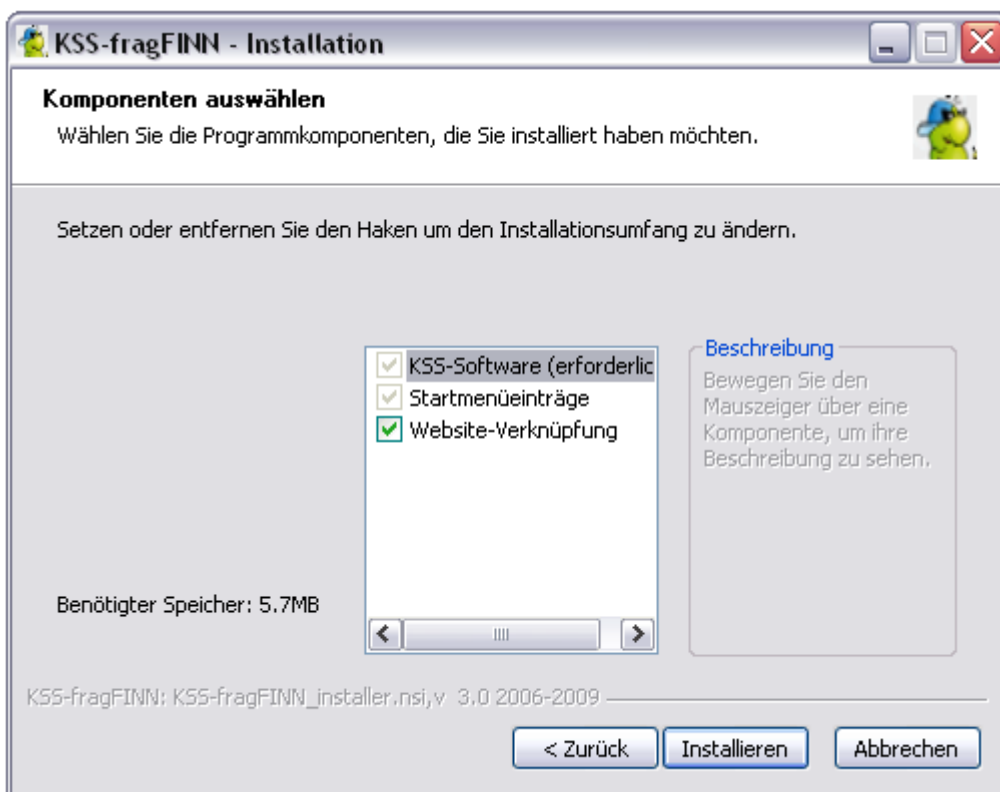 KSS-fragFINN - Installation
Komponenten auswählen
Wählen Sie die Programmkomponenten, die Sie installiert haben möchten.
Setzen oder entfernen Sie den Haken um den Installationsumfang zu ändern.
KSS-Software (erforderlic
Startmenüeinträge
Website-Verknüpfung
Beschreibung
Bewegen Sie den
Mauszeiger über eine
Komponente, um ihre
Beschreibung zu sehen.
Benötigter Speicher: 5.7MB
KSS-fragFINN: KSS-fragFINN_installer.nsi,v 3.0 2006-2009
< Zurück
Installieren
Abbrechen